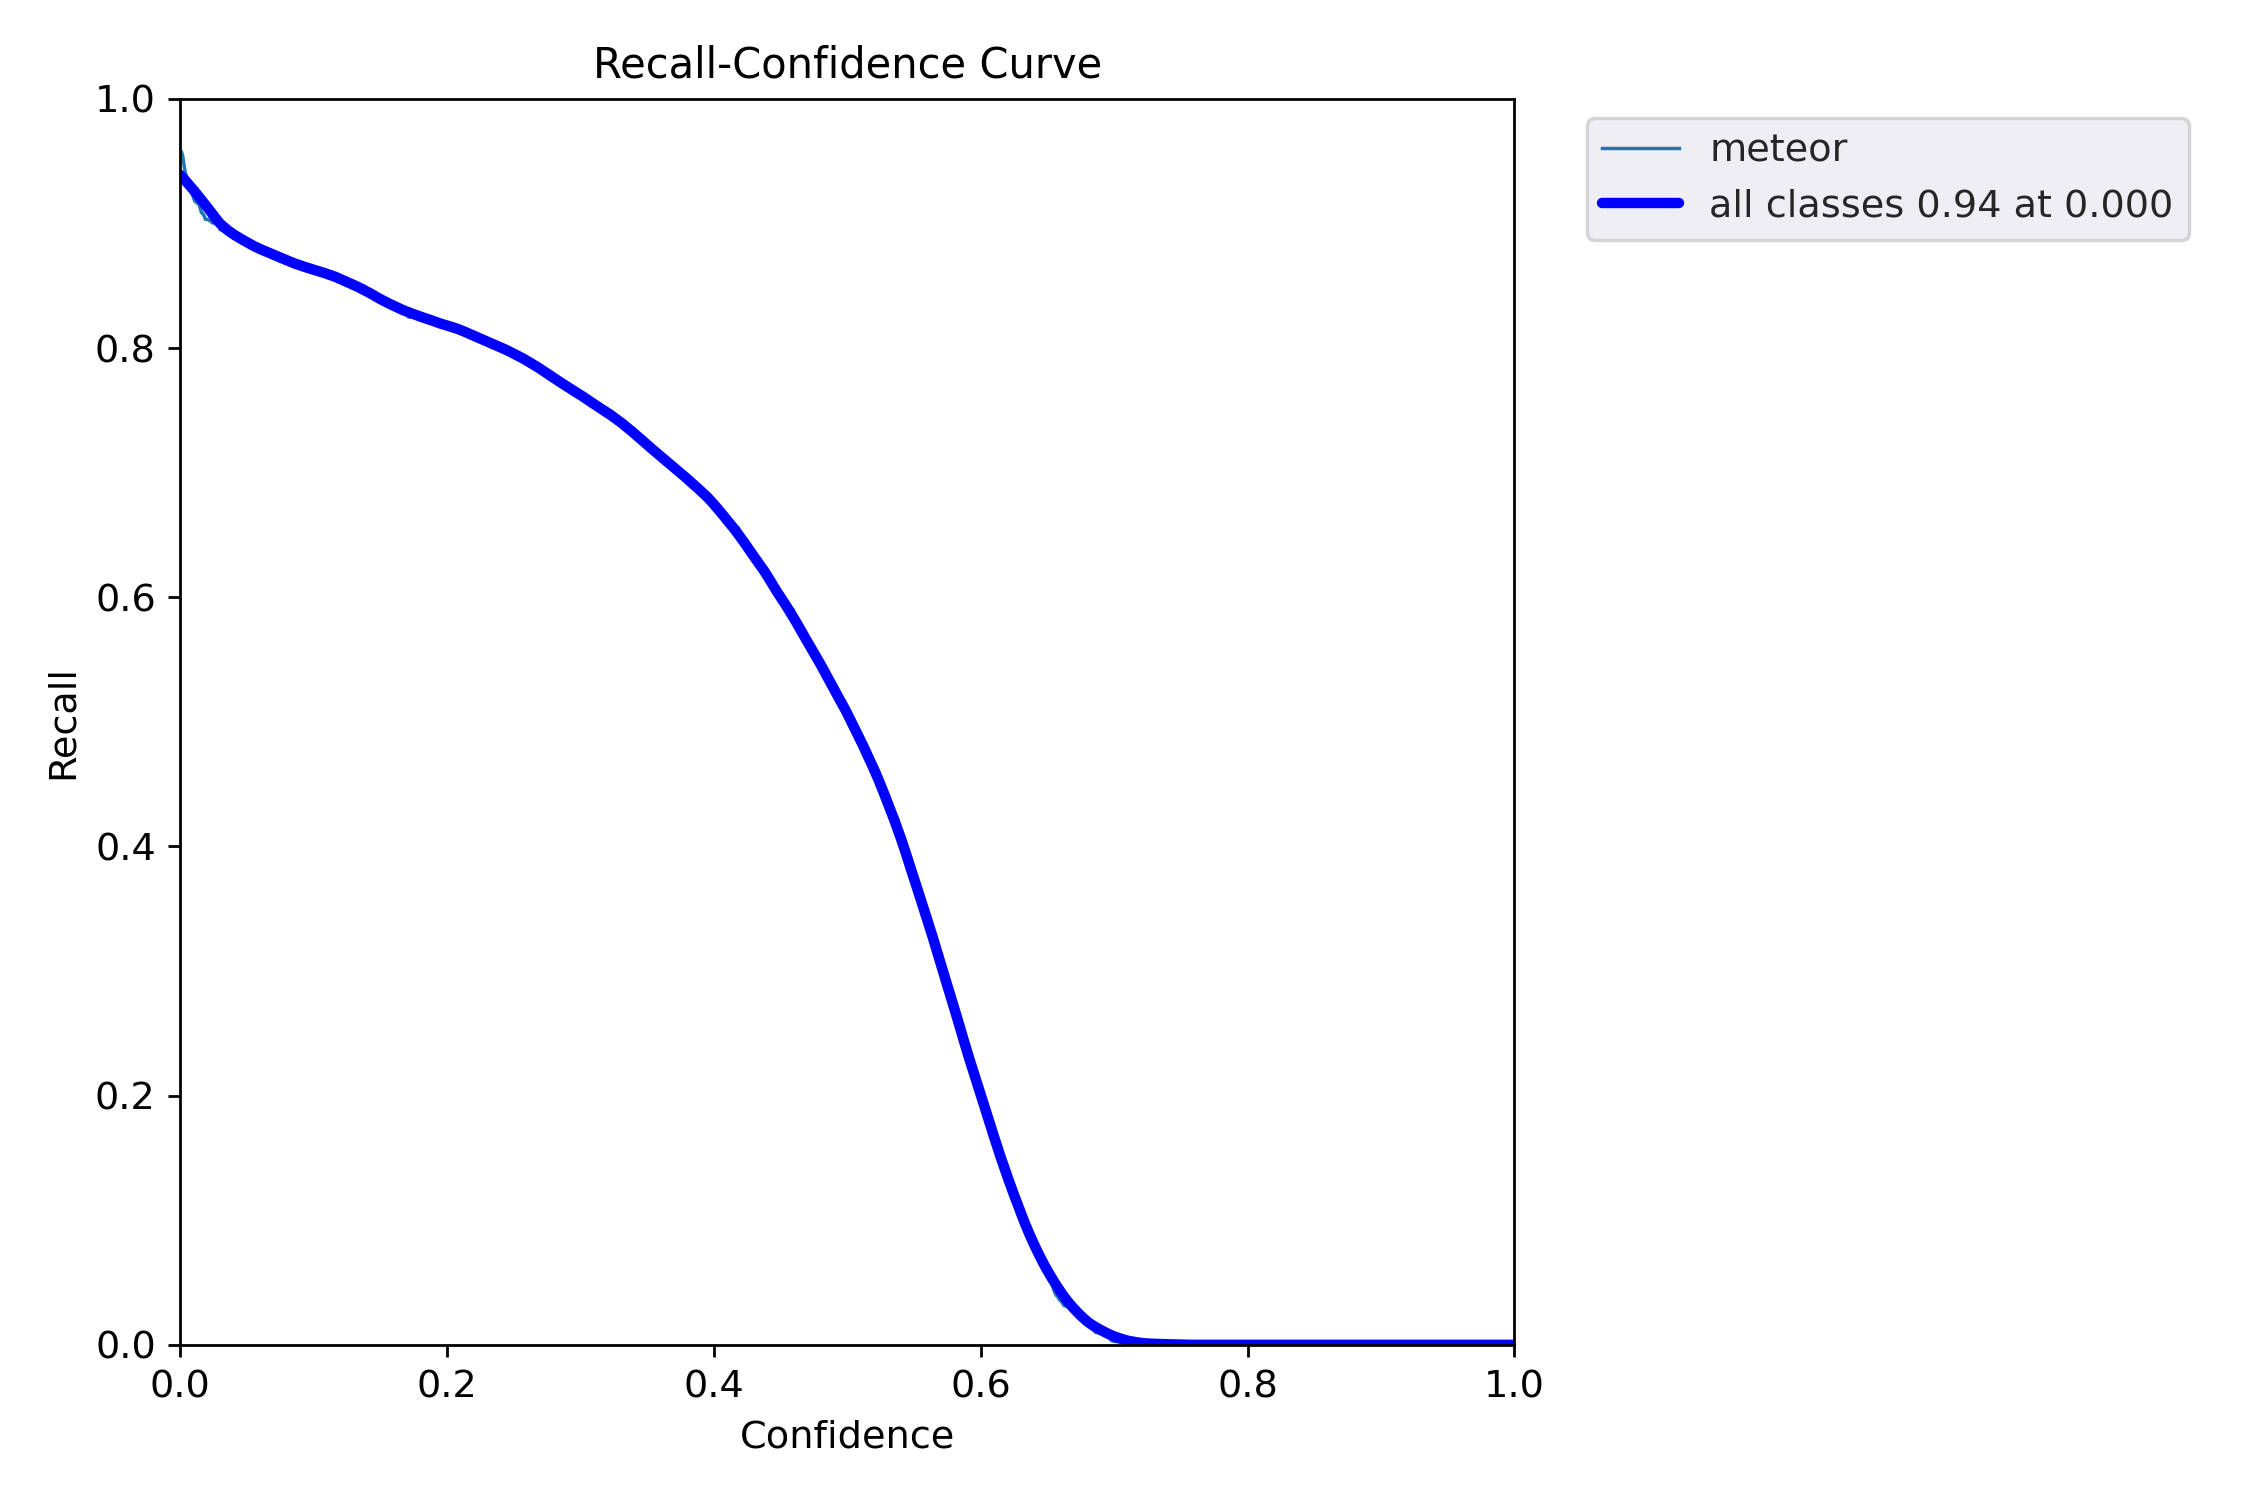 Recall-Confidence Curve
1.0
0.8
0.6
0.4
0.2
0.0
Recall
0.0 0.2 0.4 0.6 0.8 1.0
Confidence
meteor
all classes 0.94 at 0.000